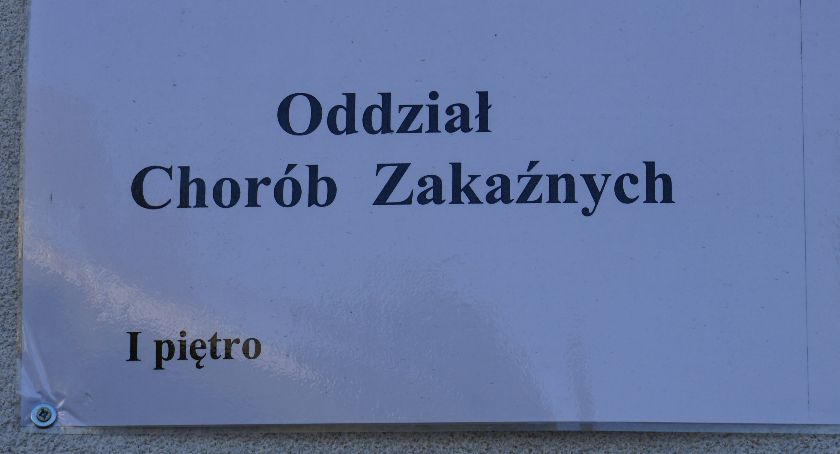 Oddział
Chorób Zakaźnych
I piętro